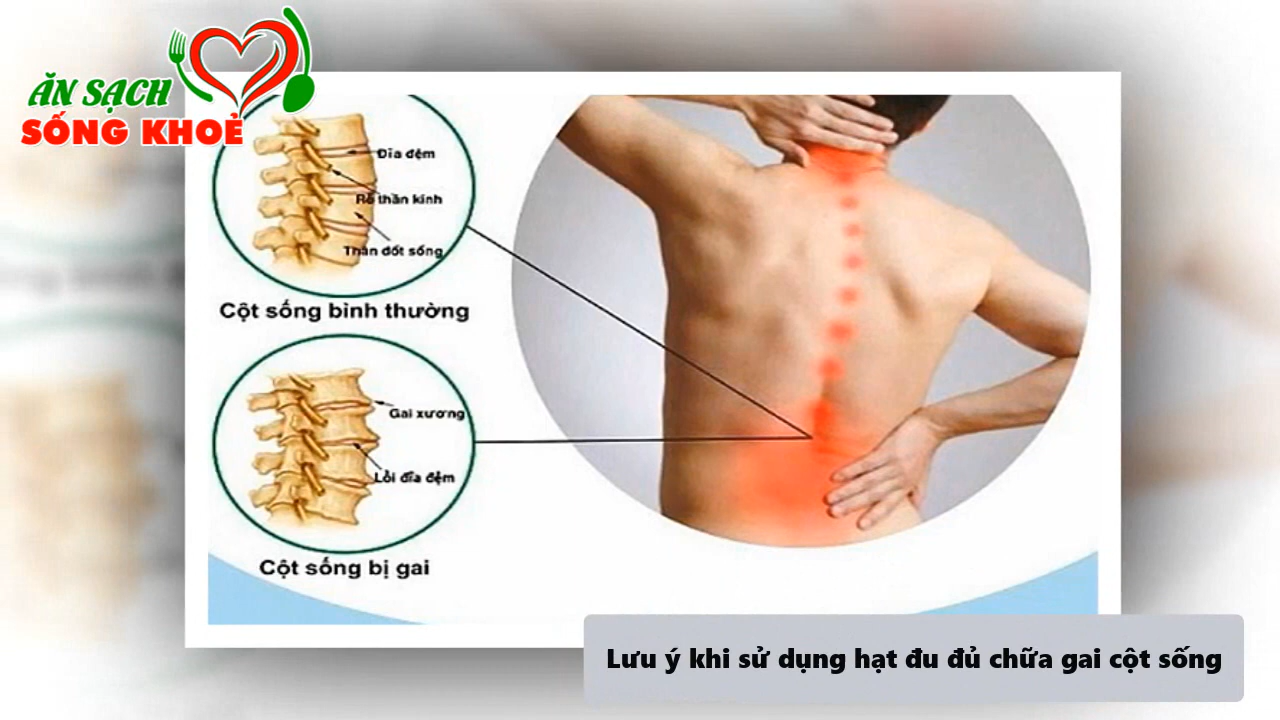 ĂN SẠCH
SỐNG KHOẺ
Đĩa đệm
Rễ thần kinh
Thân đốt sống
Cột sống bình thường
Gai xương
Lồi đĩa đệm
Cột sống bị gai
Lưu ý khi sử dụng hạt đu đủ chữa gai cột sống